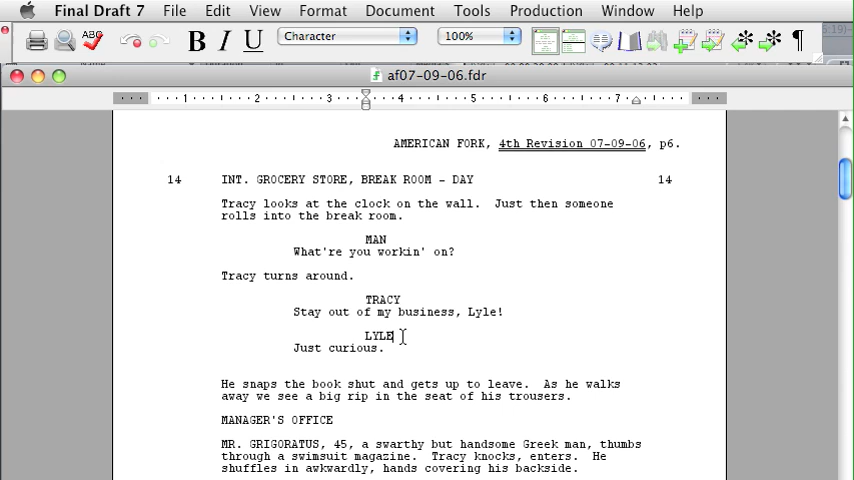 Final Draft 7 File Edit View Format Document Tools Production Window Help
B I U Character 100%
af07-09-06.fdr
1 2 3 4 5 6 7
AMERICAN FORK, 4th Revision 07-09-06, p6.
14 INT. GROCERY STORE, BREAK ROOM - DAY 14
Tracy looks at the clock on the wall. Just then someone
rolls into the break room.
MAN
What're you workin' on?
Tracy turns around.
TRACY
Stay out of my business, Lyle!
LYLE
Just curious.
He snaps the book shut and gets up to leave. As he walks
away we see a big rip in the seat of his trousers.
MANAGER'S OFFICE
MR. GRIGORATUS, 45, a swarthy but handsome Greek man, thumbs
through a swimsuit magazine. Tracy knocks, enters. He
shuffles in awkwardly, hands covering his backside.